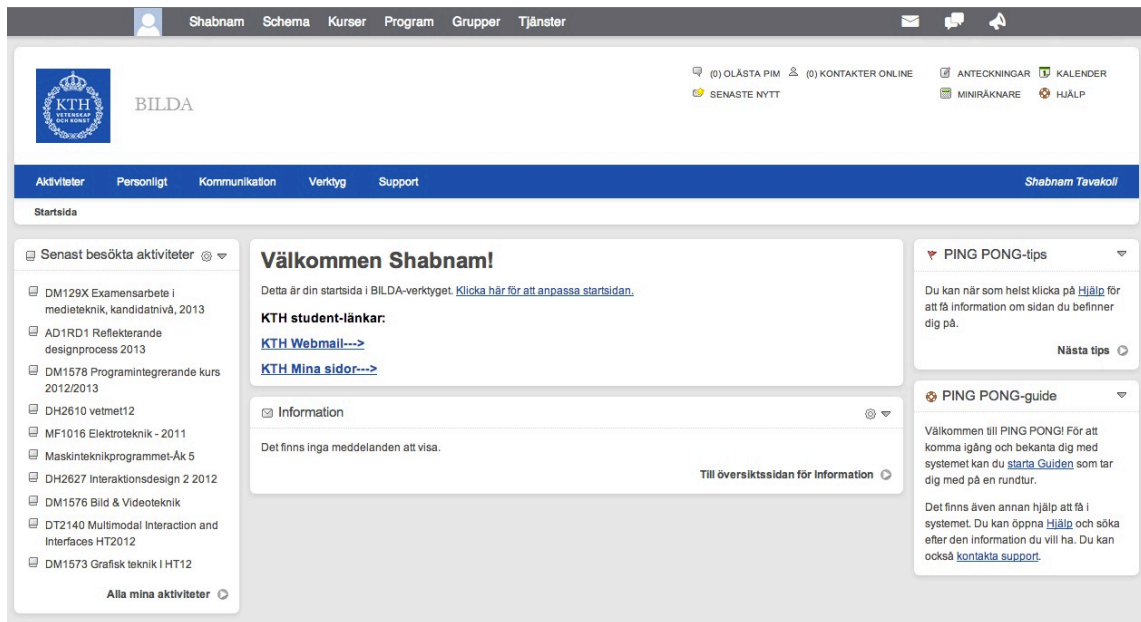 Shabnam Schema Kurser Program Grupper Tjänster
KTH
VETENSKAP
OCH KONST
BILDA
(0) OLÄSTA PIM (0) KONTAKTER ONLINE
SENASTE NYTT
ANTECKNINGAR KALENDER
MINIRÄKNARE HJÄLP
Aktiviteter Personligt Kommunikation Verktyg Support Shabnam Tavakoli
Startsida
Senast besökta aktiviteter
DM129X Examensarbete i
medieteknik, kandidatnivå, 2013
AD1RD1 Reflekterande
designprocess 2013
DM1578 Programintegrerande kurs
2012/2013
DH2610 vetmet12
MF1016 Elektroteknik - 2011
Maskinteknikprogrammet-Åk 5
DH2627 Interaktionsdesign 2 2012
DM1576 Bild & Videoteknik
DT2140 Multimodal Interaction and
Interfaces HT2012
DM1573 Grafisk teknik I HT12
Alla mina aktiviteter
Välkommen Shabnam!
Detta är din startsida i BILDA-verktyget. Klicka här för att anpassa startsidan.
KTH student-länkar:
KTH Webmail--->
KTH Mina sidor--->
Information
Det finns inga meddelanden att visa.
Till översiktssidan för Information
PING PONG-tips
Du kan när som helst klicka på Hjälp för
att få information om sidan du befinner
dig på.
Nästa tips
PING PONG-guide
Välkommen till PING PONG! För att
komma igång och bekanta dig med
systemet kan du starta Guiden som tar
dig med på en rundtur.
Det finns även annan hjälp att få i
systemet. Du kan öppna Hjälp och söka
efter den information du vill ha. Du kan
också kontakta support.